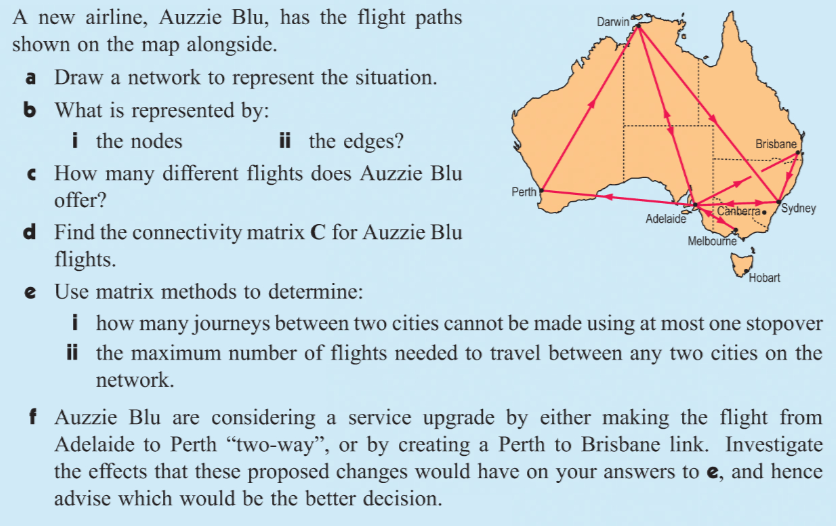 A new airline, Auzzie Blu, has the flight paths
shown on the map alongside.
a Draw a network to represent the situation.
b What is represented by:
i the nodes ii the edges?
c How many different flights does Auzzie Blu
offer?
d Find the connectivity matrix C for Auzzie Blu
flights.
e Use matrix methods to determine:
i how many journeys between two cities cannot be made using at most one stopover
ii the maximum number of flights needed to travel between any two cities on the
network.
f Auzzie Blu are considering a service upgrade by either making the flight from
Adelaide to Perth “two-way”, or by creating a Perth to Brisbane link. Investigate
the effects that these proposed changes would have on your answers to e, and hence
advise which would be the better decision.
Darwin
Brisbane
Perth
Adelaide
Canberra
Sydney
Melbourne
Hobart